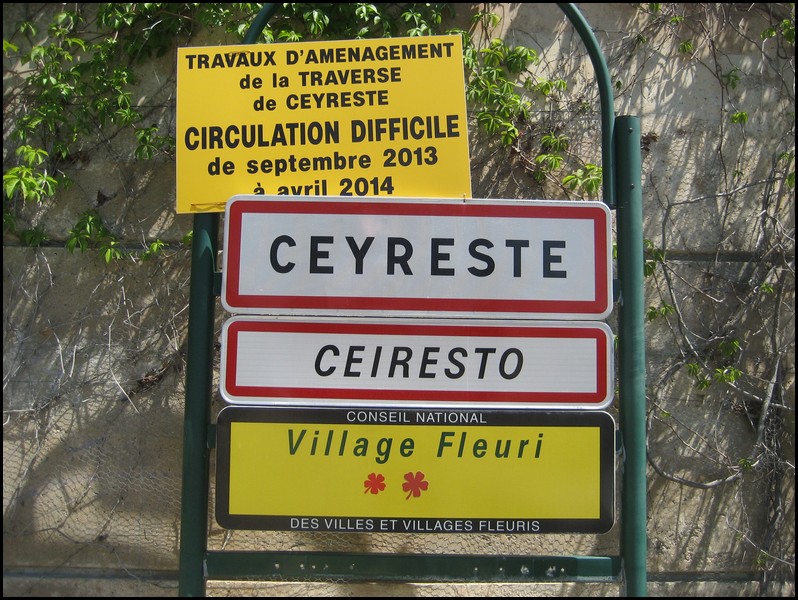 TRAVAUX D'AMENAGEMENT
de la TRAVERSE
de CEYRESTE
CIRCULATION DIFFICILE
de septembre 2013
à avril 2014
CEYRESTE
CEIRESTO
CONSEIL NATIONAL
Village Fleuri
DES VILLES ET VILLAGES FLEURIS